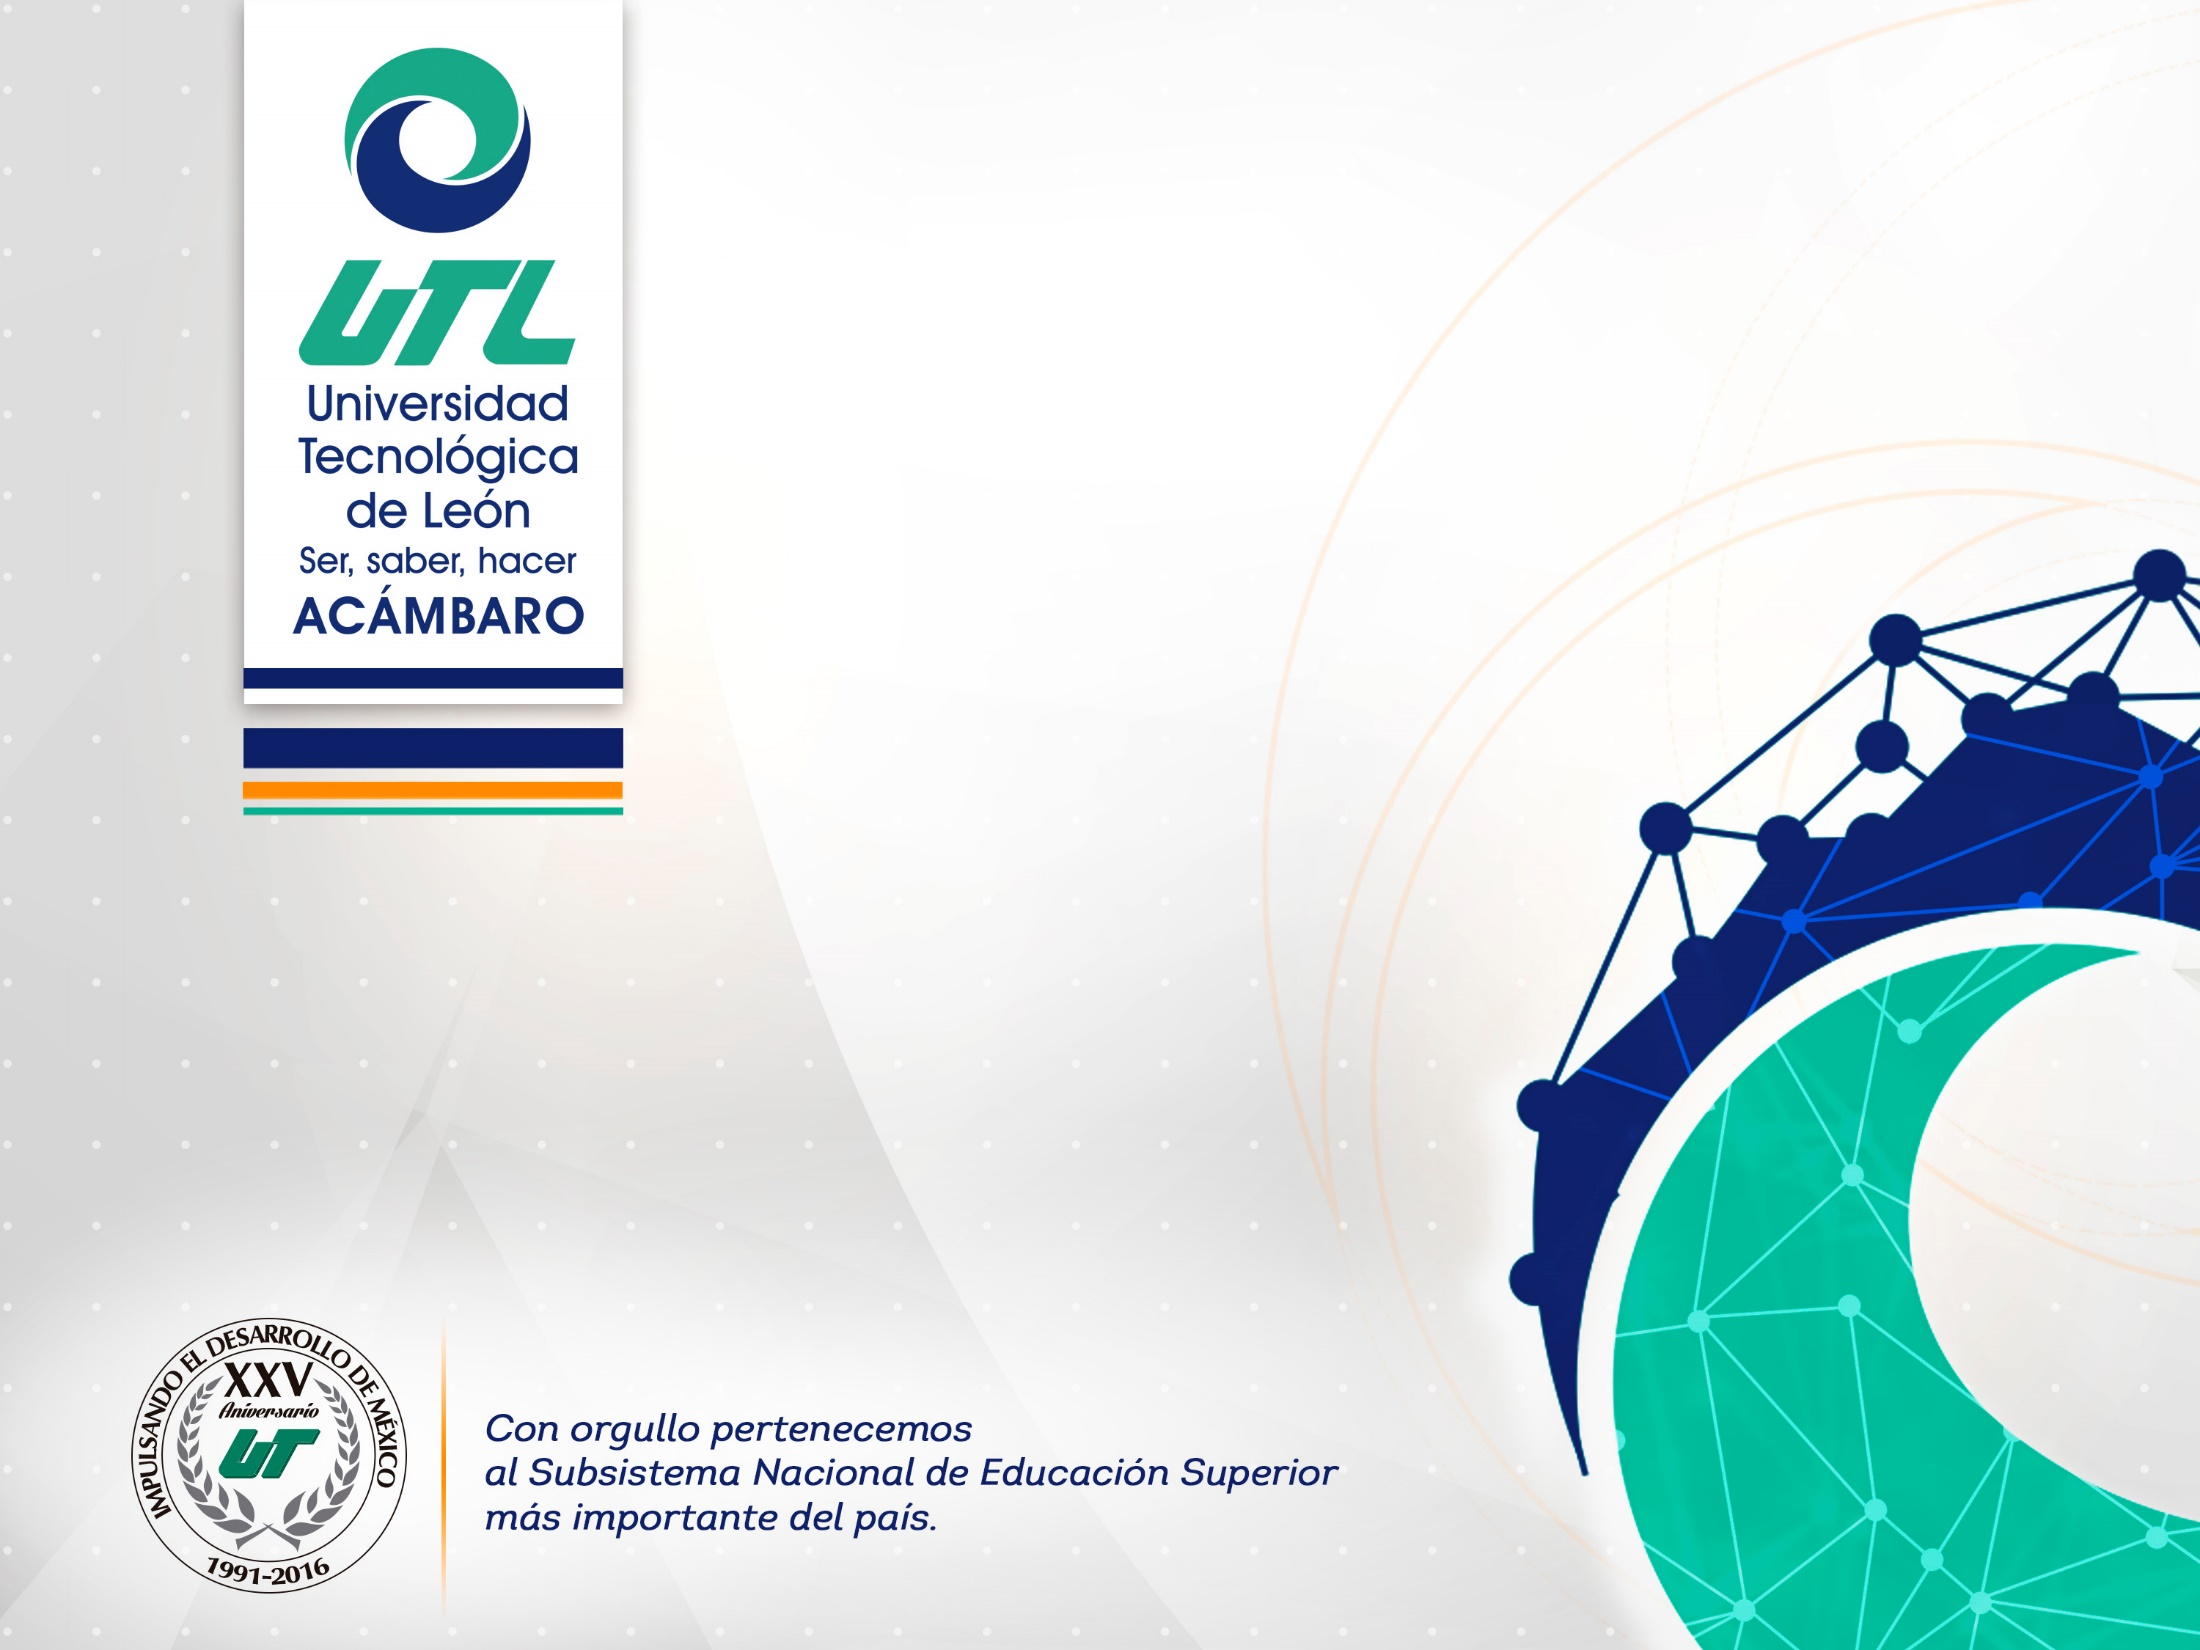 UTL
Universidad
Tecnológica
de León
Ser, saber, hacer
ACÁMBARO
IMPULSANDO EL DESARROLLO DE MÉXICO
XXV
Aniversario
UT
1991-2016
Con orgullo pertenecemos
al Subsistema Nacional de Educación Superior
más importante del país.